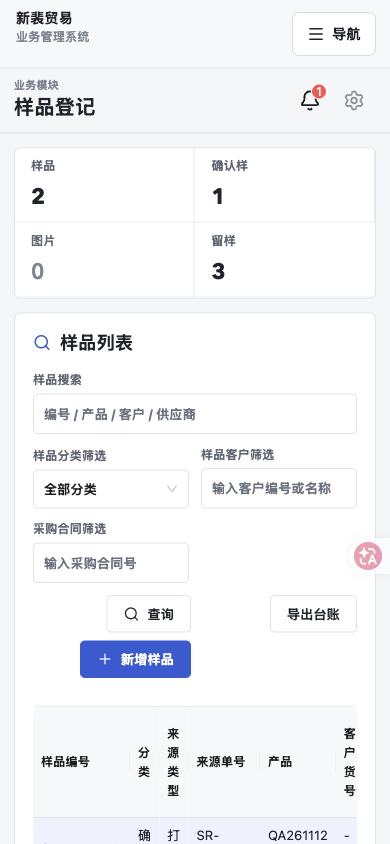 新裴贸易
业务管理系统
导航
业务模块
样品登记
1
样品
确认样
2
1
图片
留样
0
3
样品列表
样品搜索
编号 / 产品 / 客户 / 供应商
样品分类筛选
样品客户筛选
全部分类
输入客户编号或名称
采购合同筛选
输入采购合同号
查询
导出台账
新增样品
样品编号
分类
来源类型
来源单号
产品
客户货号
确
打
SR-
QA261112
-